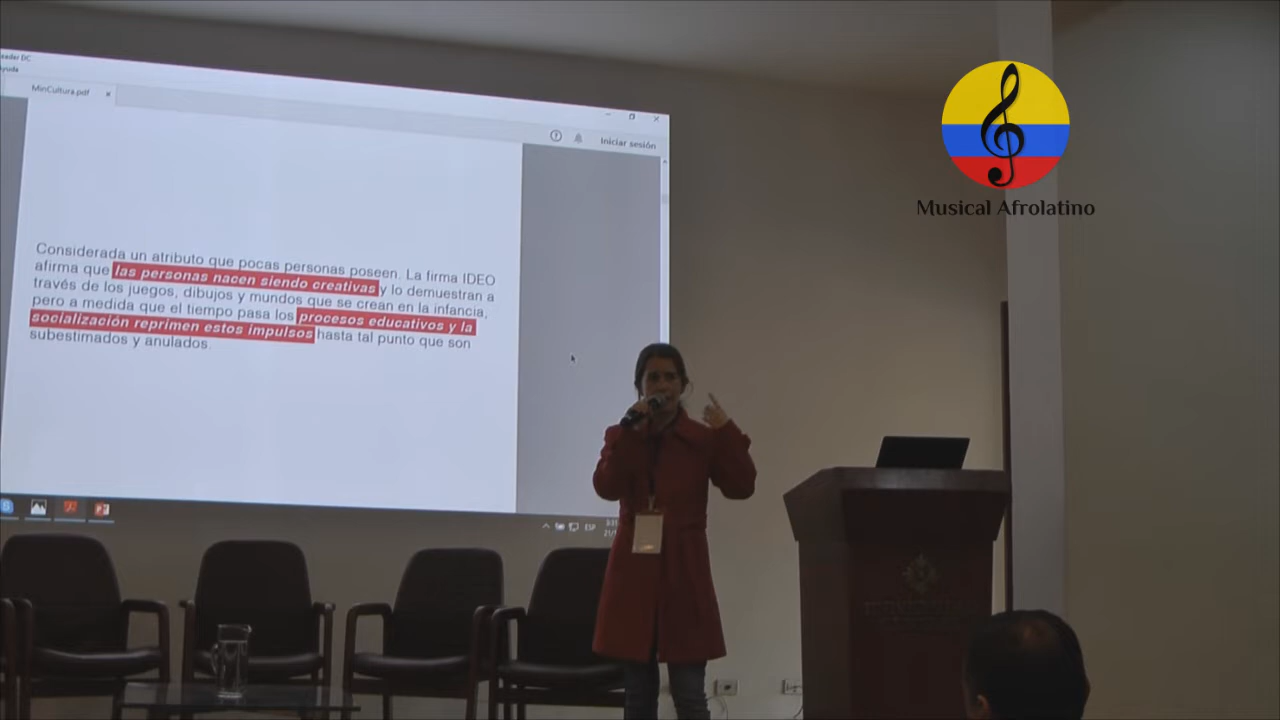 MinCultura.pdf
Iniciar sesión
Considerada un atributo que pocas personas poseen. La firma IDEO
afirma que las personas nacen siendo creativas y lo demuestran a
través de los juegos, dibujos y mundos que se crean en la infancia,
pero a medida que el tiempo pasa los procesos educativos y la
socialización reprimen estos impulsos hasta tal punto que son
subestimados y anulados.
ESP
Musical Afrolatino